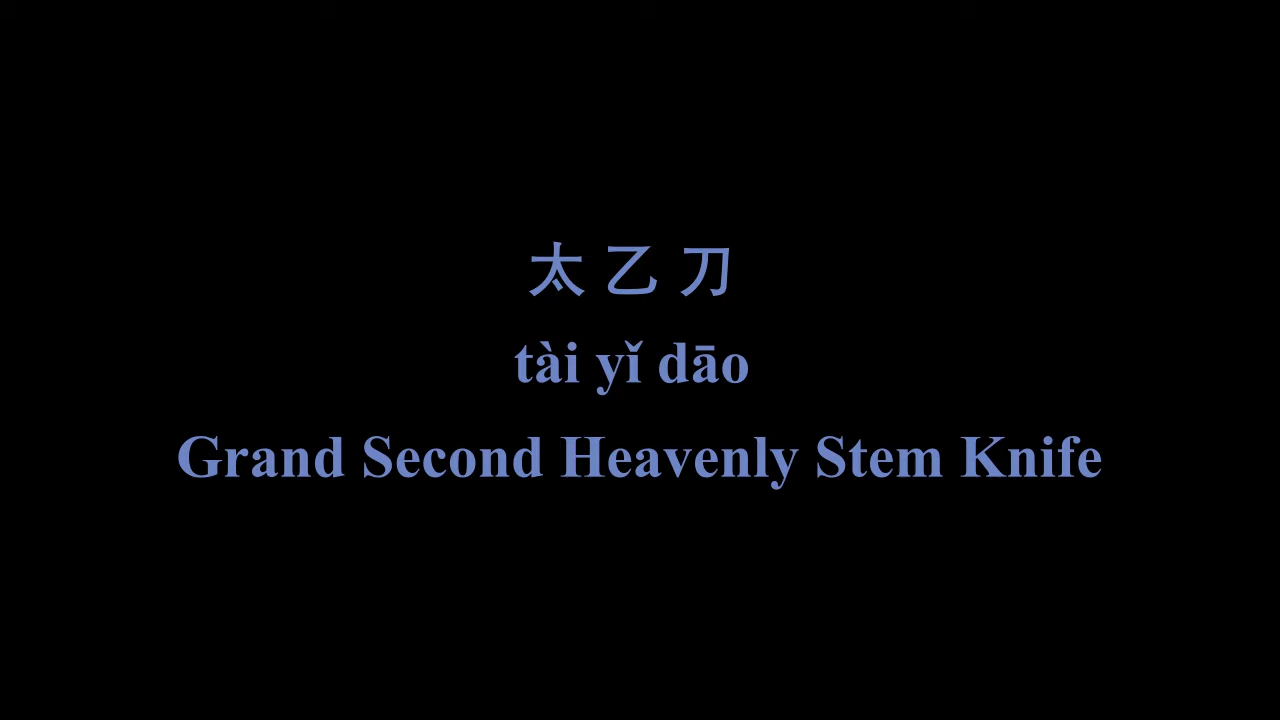 太乙刀
tài yǐ dāo
Grand Second Heavenly Stem Knife